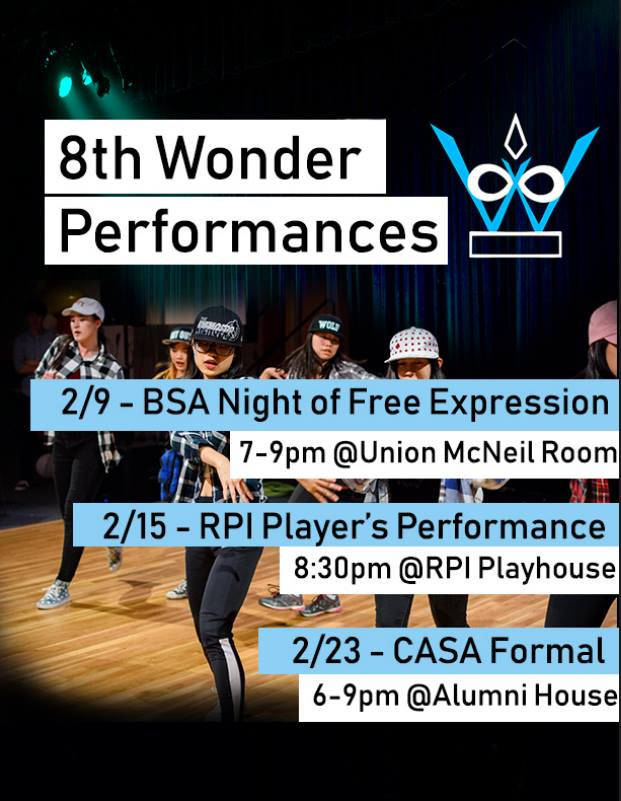 8th Wonder
Performances
WOLF
2/9 - BSA Night of Free Expression
7-9pm @Union McNeil Room
2/15 - RPI Player's Performance
8:30pm @RPI Playhouse
2/23 - CASA Formal
6-9pm @Alumni House